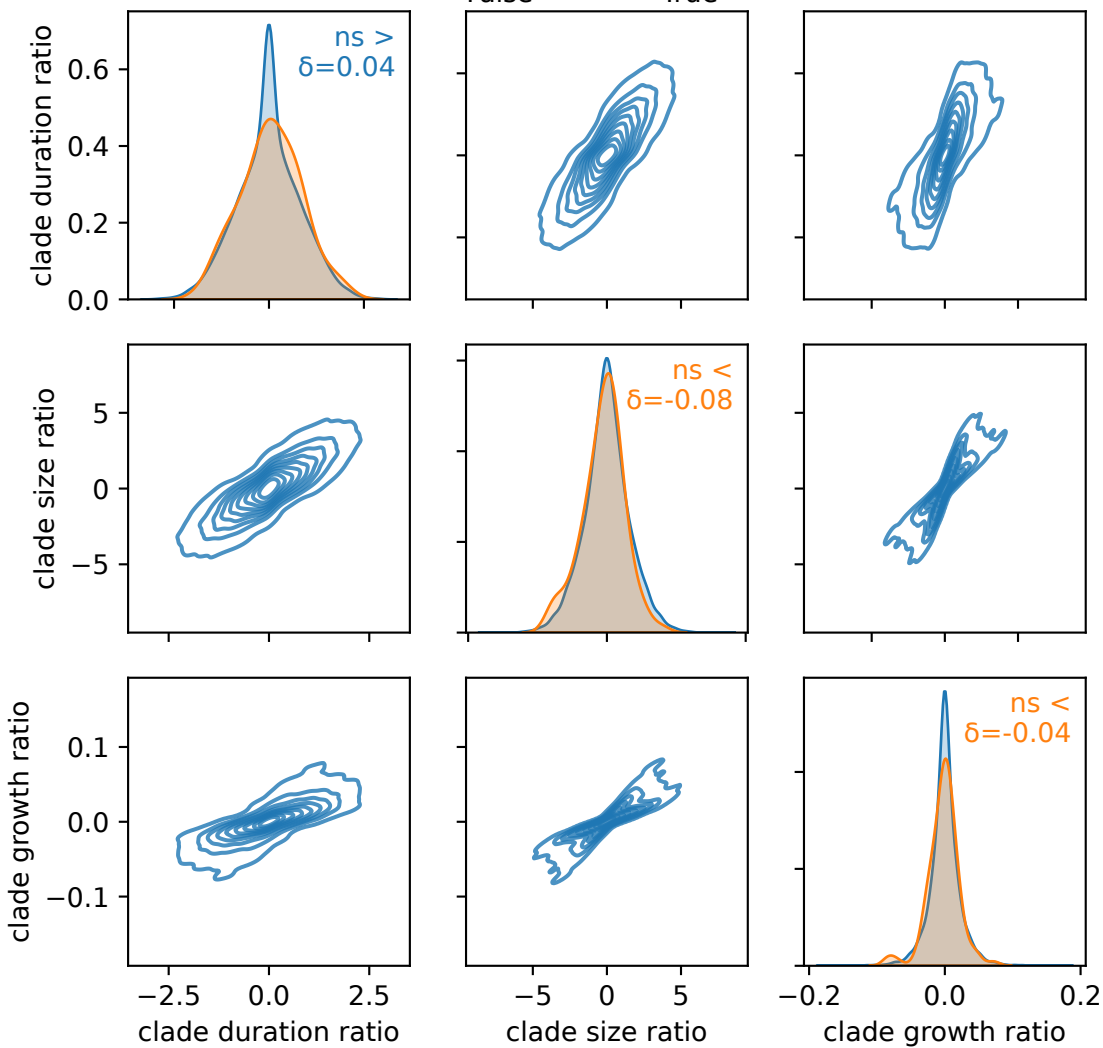 clade duration ratio
0.6
0.4
0.2
0.0
ns >
δ=0.04
clade size ratio
5
0
−5
ns <
δ=-0.08
clade growth ratio
0.1
0.0
−0.1
ns <
δ=-0.04
−2.5 0.0 2.5
−5 0 5
−0.2 0.0 0.2
clade duration ratio
clade size ratio
clade growth ratio